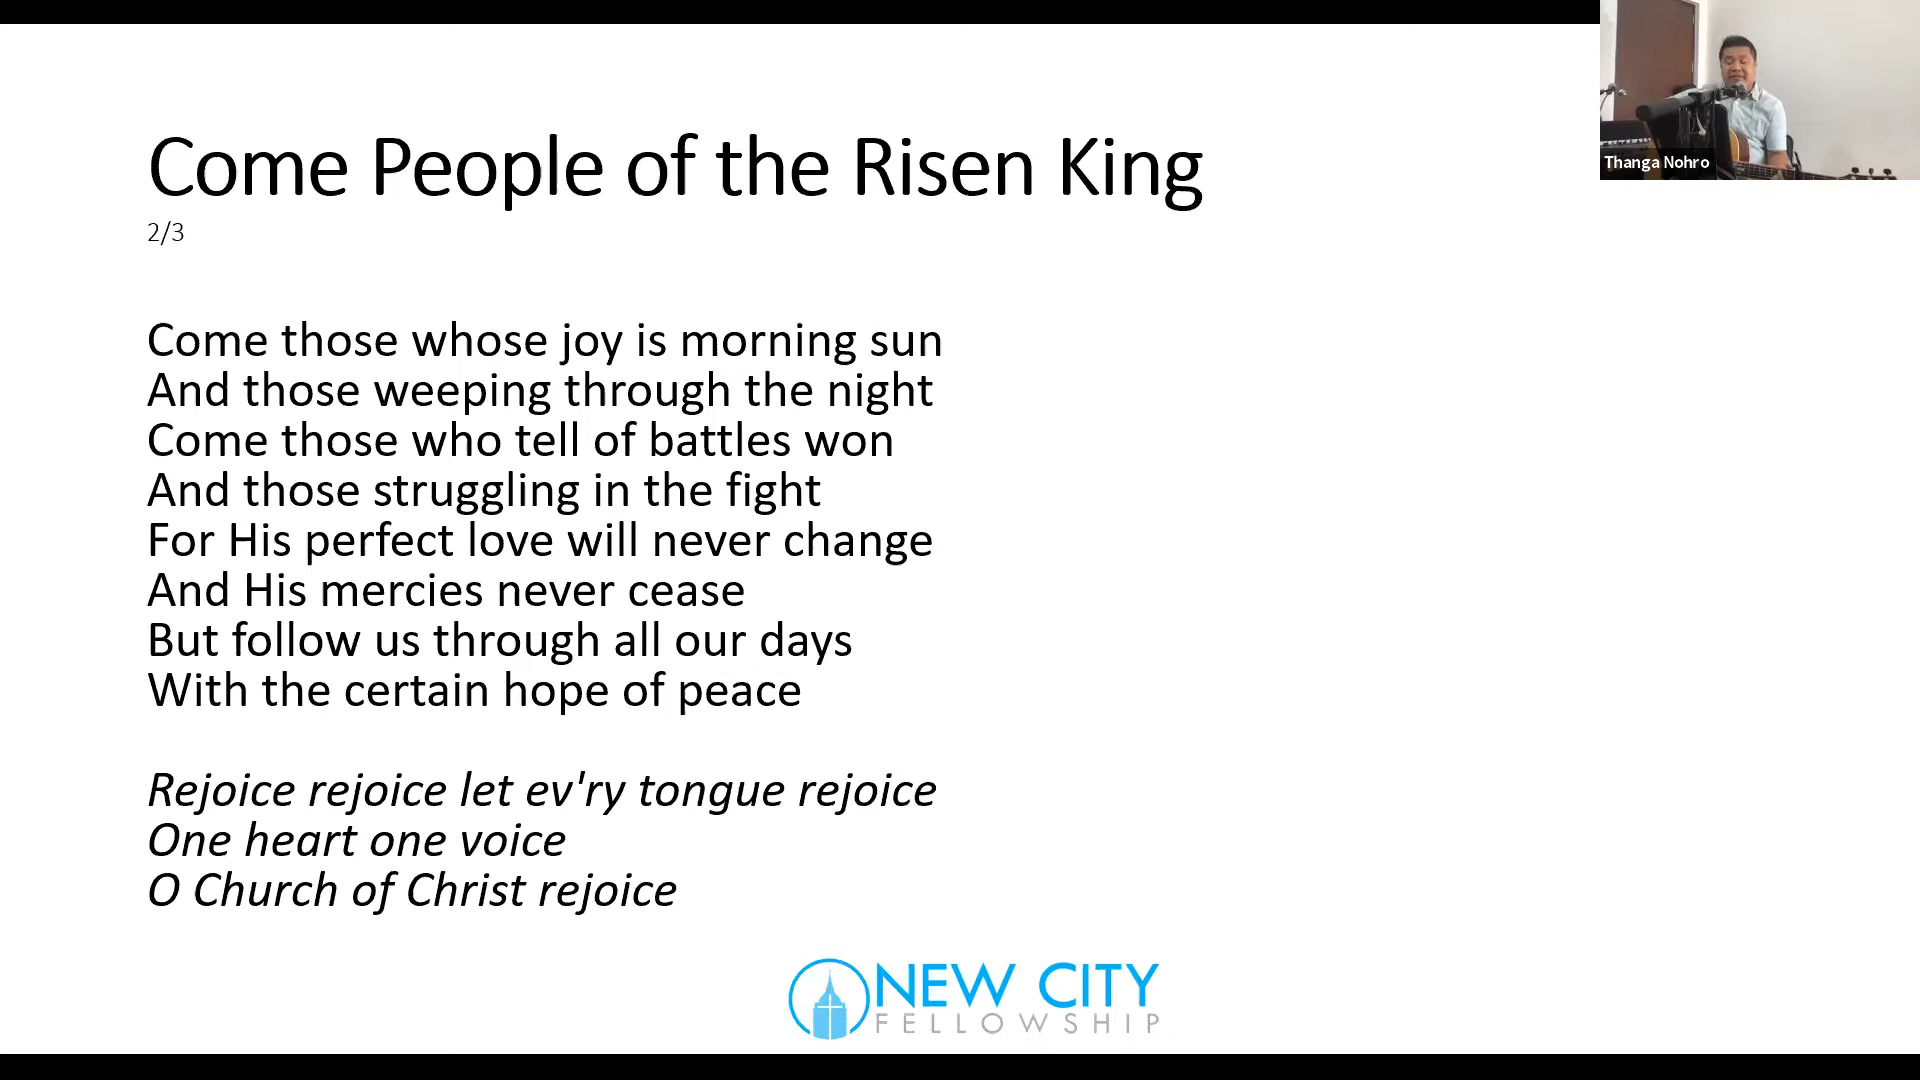 Come People of the Risen King
2/3
Come those whose joy is morning sun
And those weeping through the night
Come those who tell of battles won
And those struggling in the fight
For His perfect love will never change
And His mercies never cease
But follow us through all our days
With the certain hope of peace
Rejoice rejoice let ev'ry tongue rejoice
One heart one voice
O Church of Christ rejoice
NEW CITY
FELLOWSHIP
Thanga Nohro